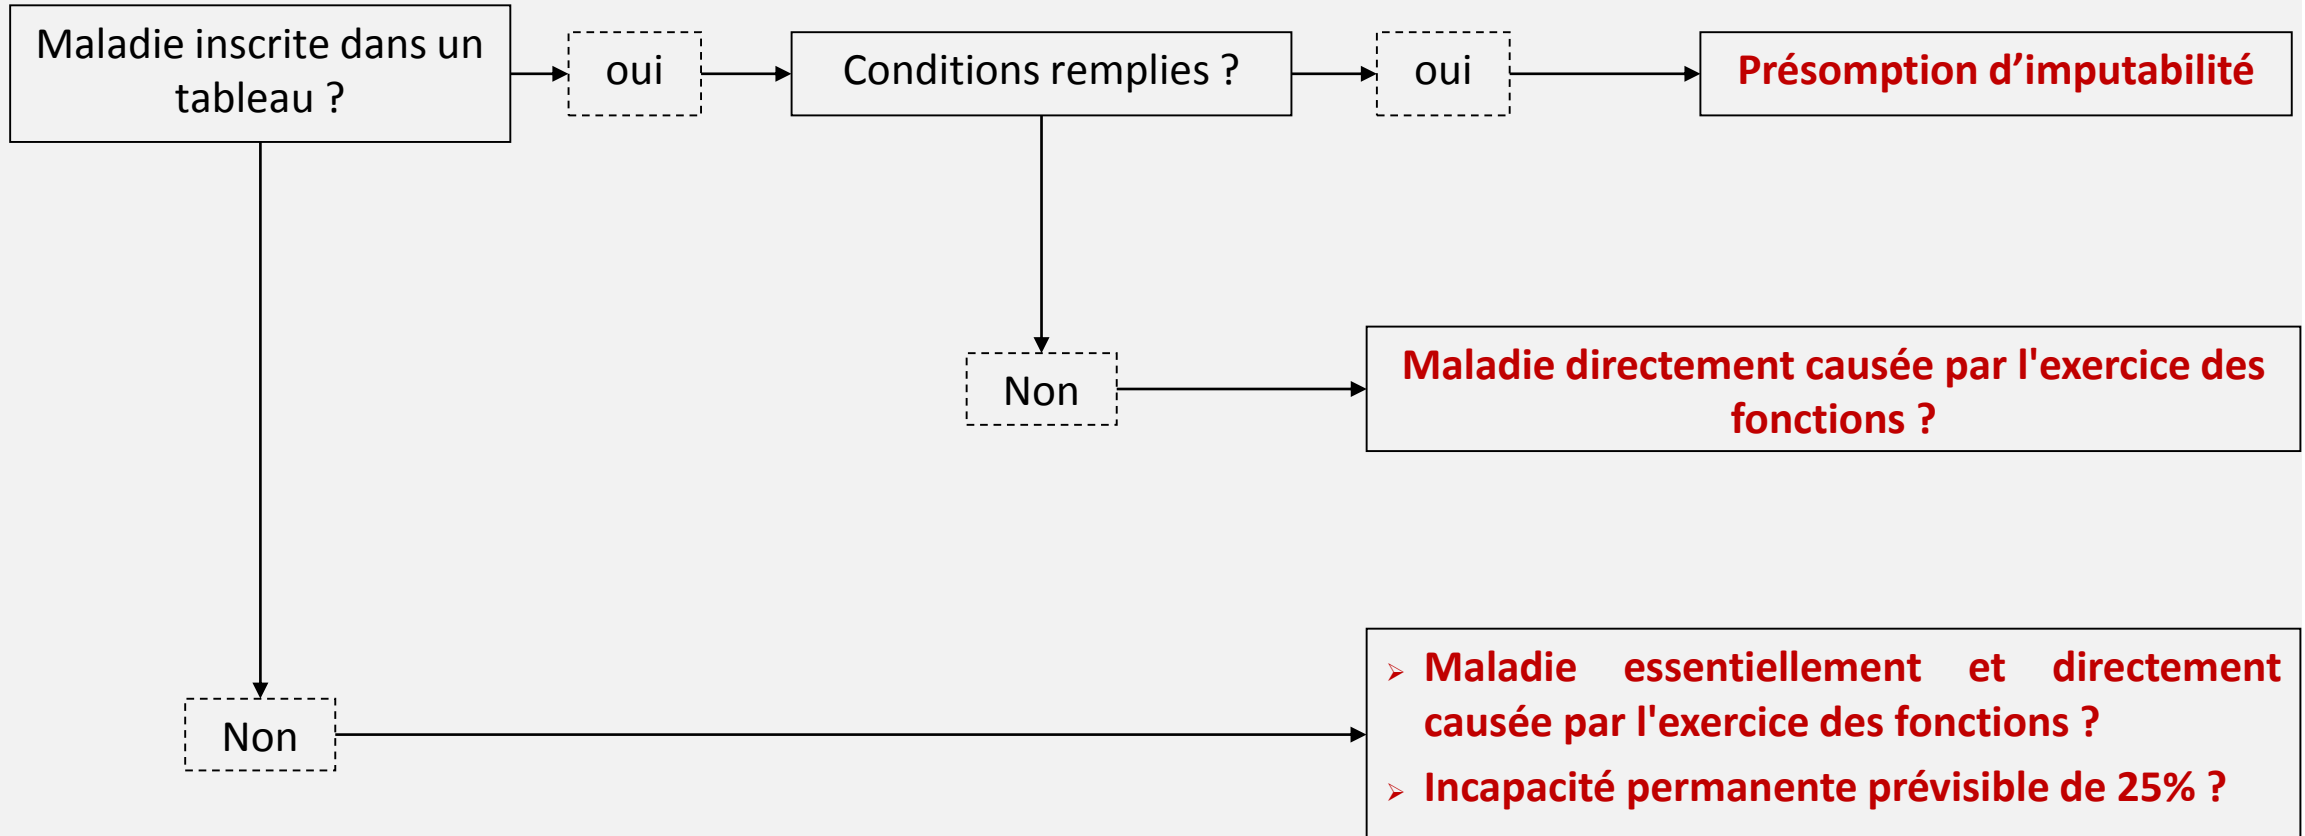 Maladie inscrite dans un
tableau ?
oui
Conditions remplies ?
oui
Présomption d’imputabilité
Non
Maladie directement causée par l'exercice des
fonctions ?
Non
➢ Maladie essentiellement et directement
causée par l'exercice des fonctions ?
➢ Incapacité permanente prévisible de 25% ?